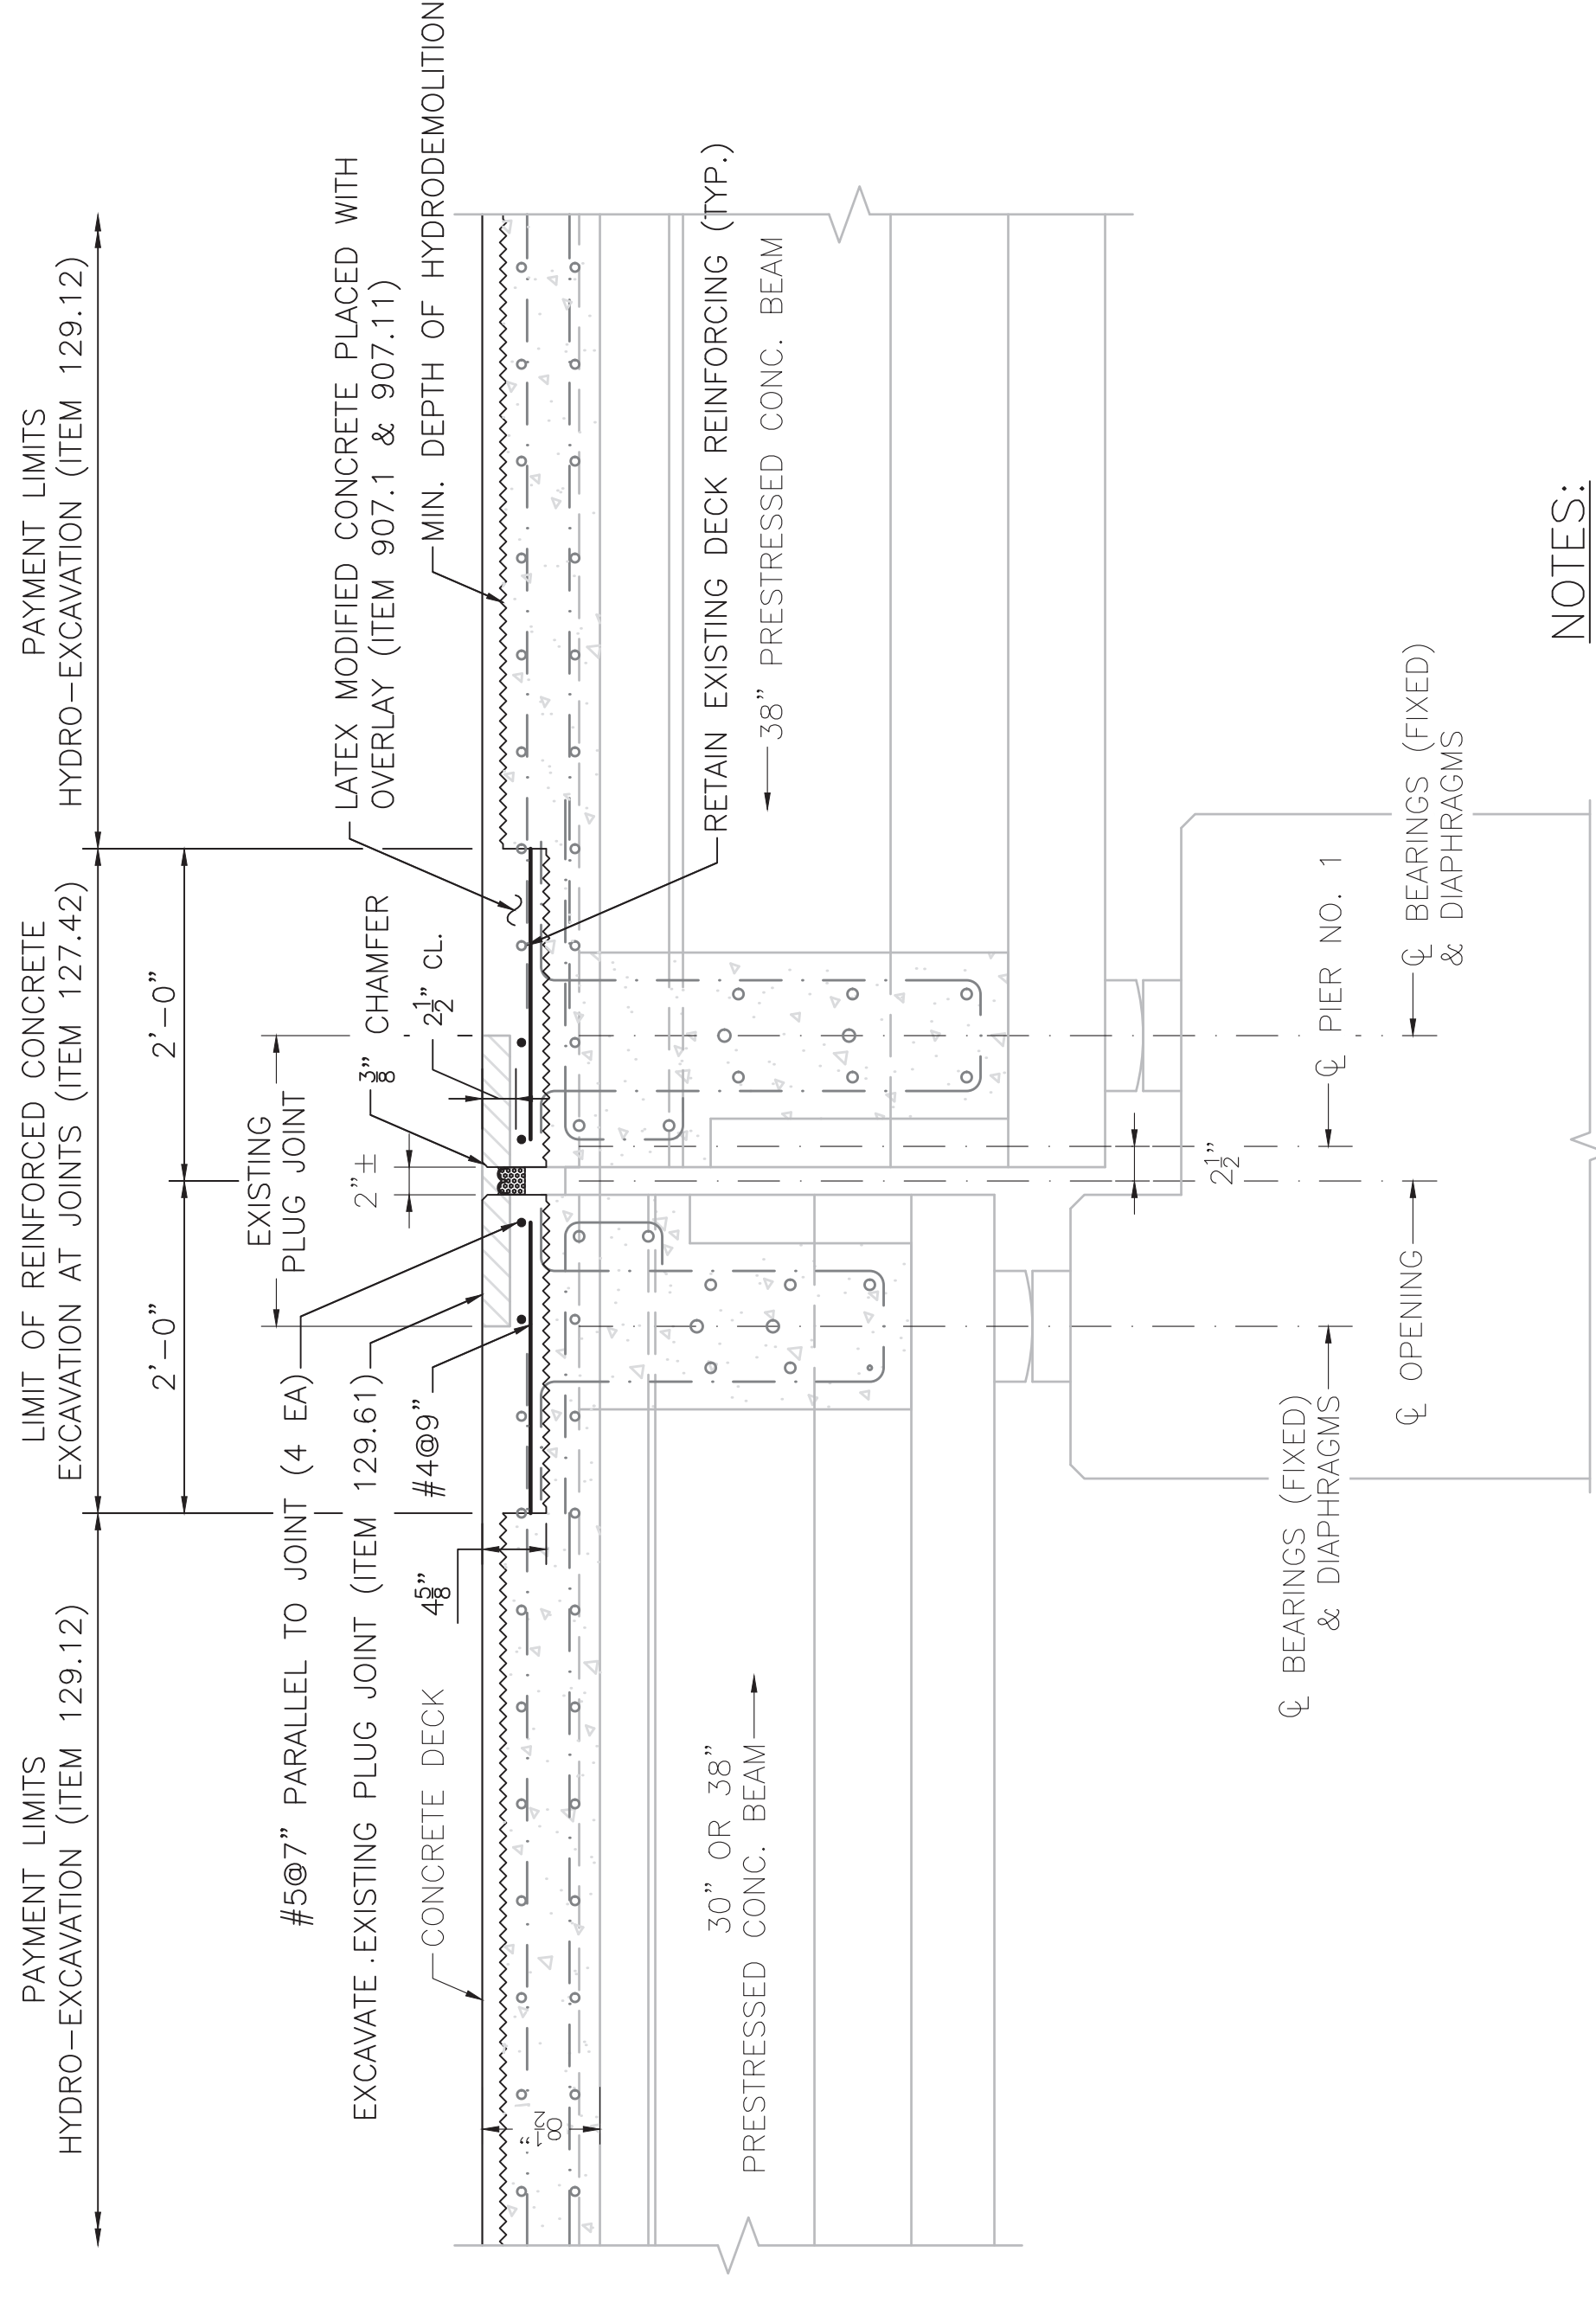 PAYMENT LIMITS
HYDRO-EXCAVATION (ITEM 129.12)
LIMIT OF REINFORCED CONCRETE
EXCAVATION AT JOINTS (ITEM 127.42)
PAYMENT LIMITS
HYDRO-EXCAVATION (ITEM 129.12)
2'-0"
2'-0"
EXISTING
PLUG JOINT
#5@7" PARALLEL TO JOINT (4 EA)
EXCAVATE EXISTING PLUG JOINT (ITEM 129.61)
CONCRETE DECK
#4@9"
4 5/8"
2"±
3/8" CHAMFER
2 1/2" CL.
LATEX MODIFIED CONCRETE PLACED WITH
OVERLAY (ITEM 907.1 & 907.11)
MIN. DEPTH OF HYDRODEMOLITION
8 1/2"
RETAIN EXISTING DECK REINFORCING (TYP.)
30" OR 38"
PRESTRESSED CONC. BEAM
38" PRESTRESSED CONC. BEAM
2 1/2"
℄ BEARINGS (FIXED)
& DIAPHRAGMS
℄ OPENING
℄ PIER NO. 1
℄ BEARINGS (FIXED)
& DIAPHRAGMS
NOTES: